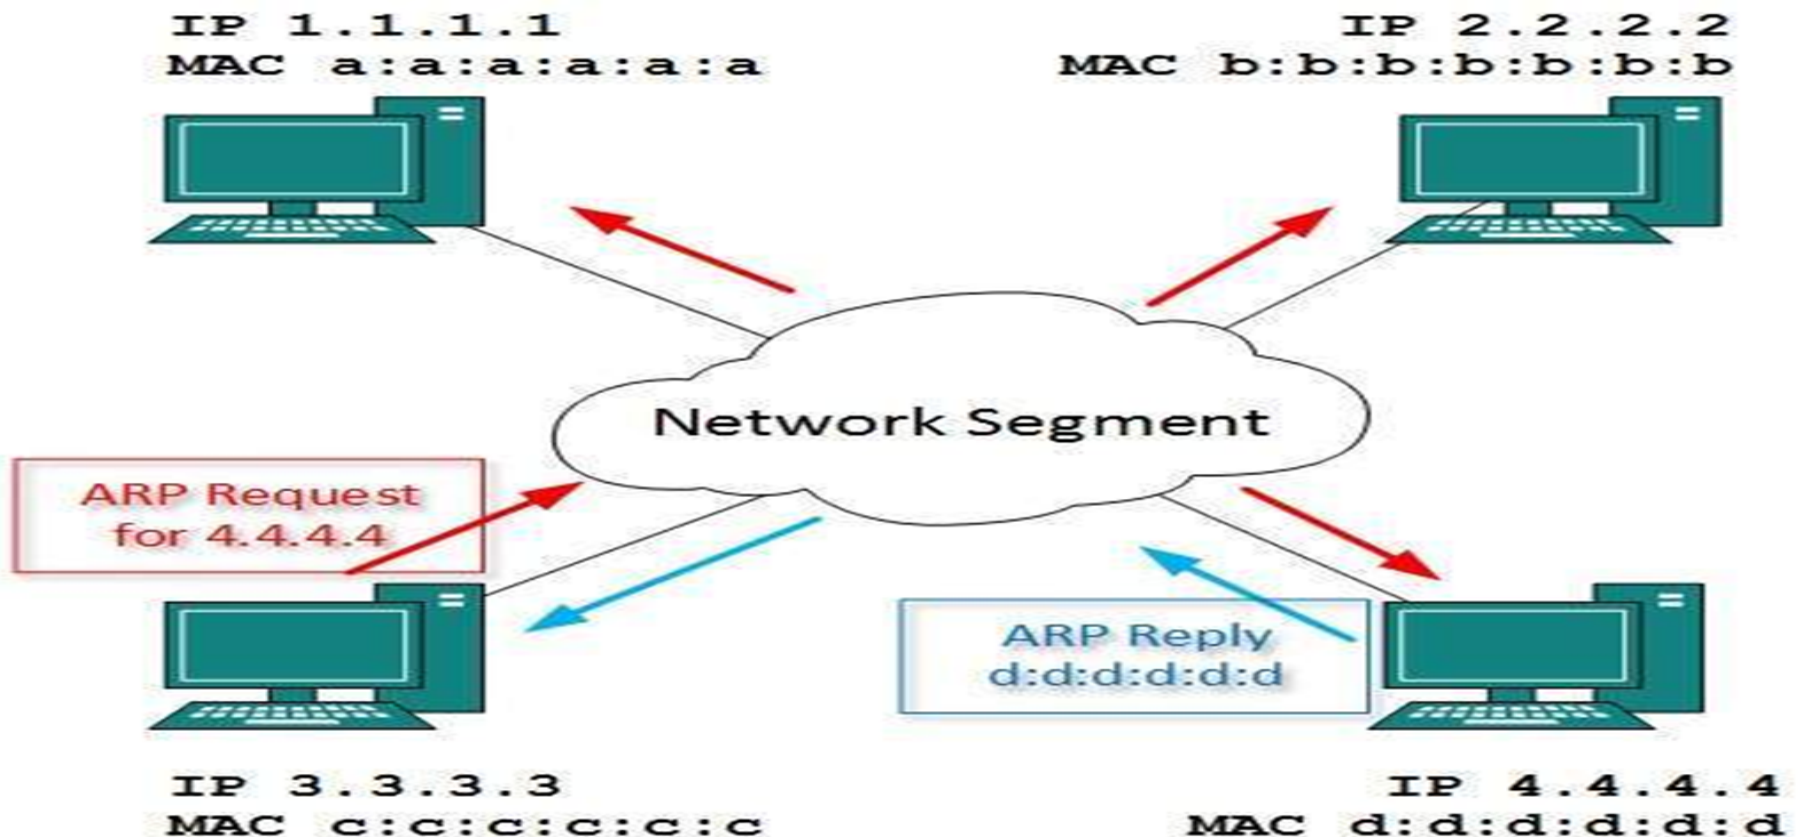 IP 1.1.1.1
MAC a:a:a:a:a:a
IP 2.2.2.2
MAC b:b:b:b:b:b:b
Network Segment
ARP Request
for 4.4.4.4
ARP Reply
d:d:d:d:d:d
IP 3.3.3.3
MAC c:c:c:c:c:c
IP 4.4.4.4
MAC d:d:d:d:d:d